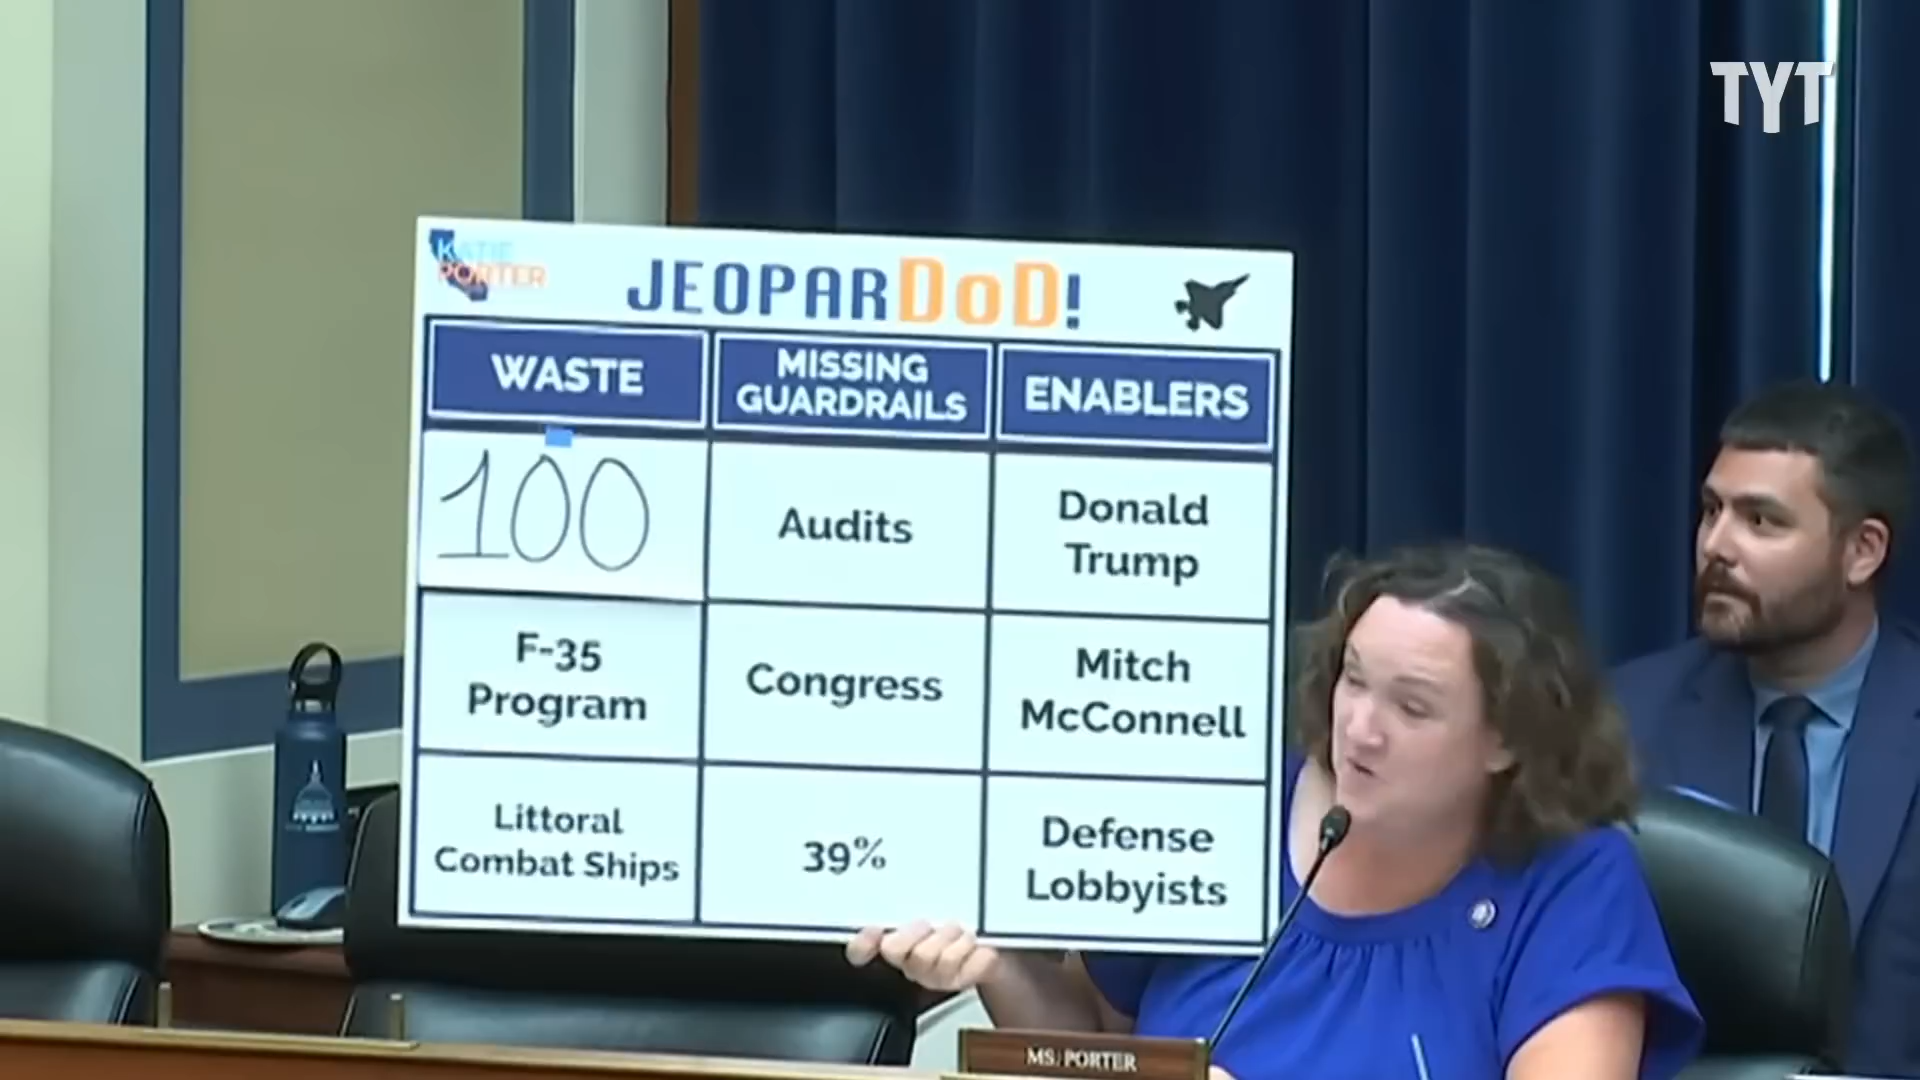 TYT
KATIE
PORTER
JEOPARDoD!
WASTE
MISSING
GUARDRAILS
ENABLERS
100
Audits
Donald
Trump
F-35
Program
Congress
Mitch
McConnell
Littoral
Combat Ships
39%
Defense
Lobbyists
MS. PORTER